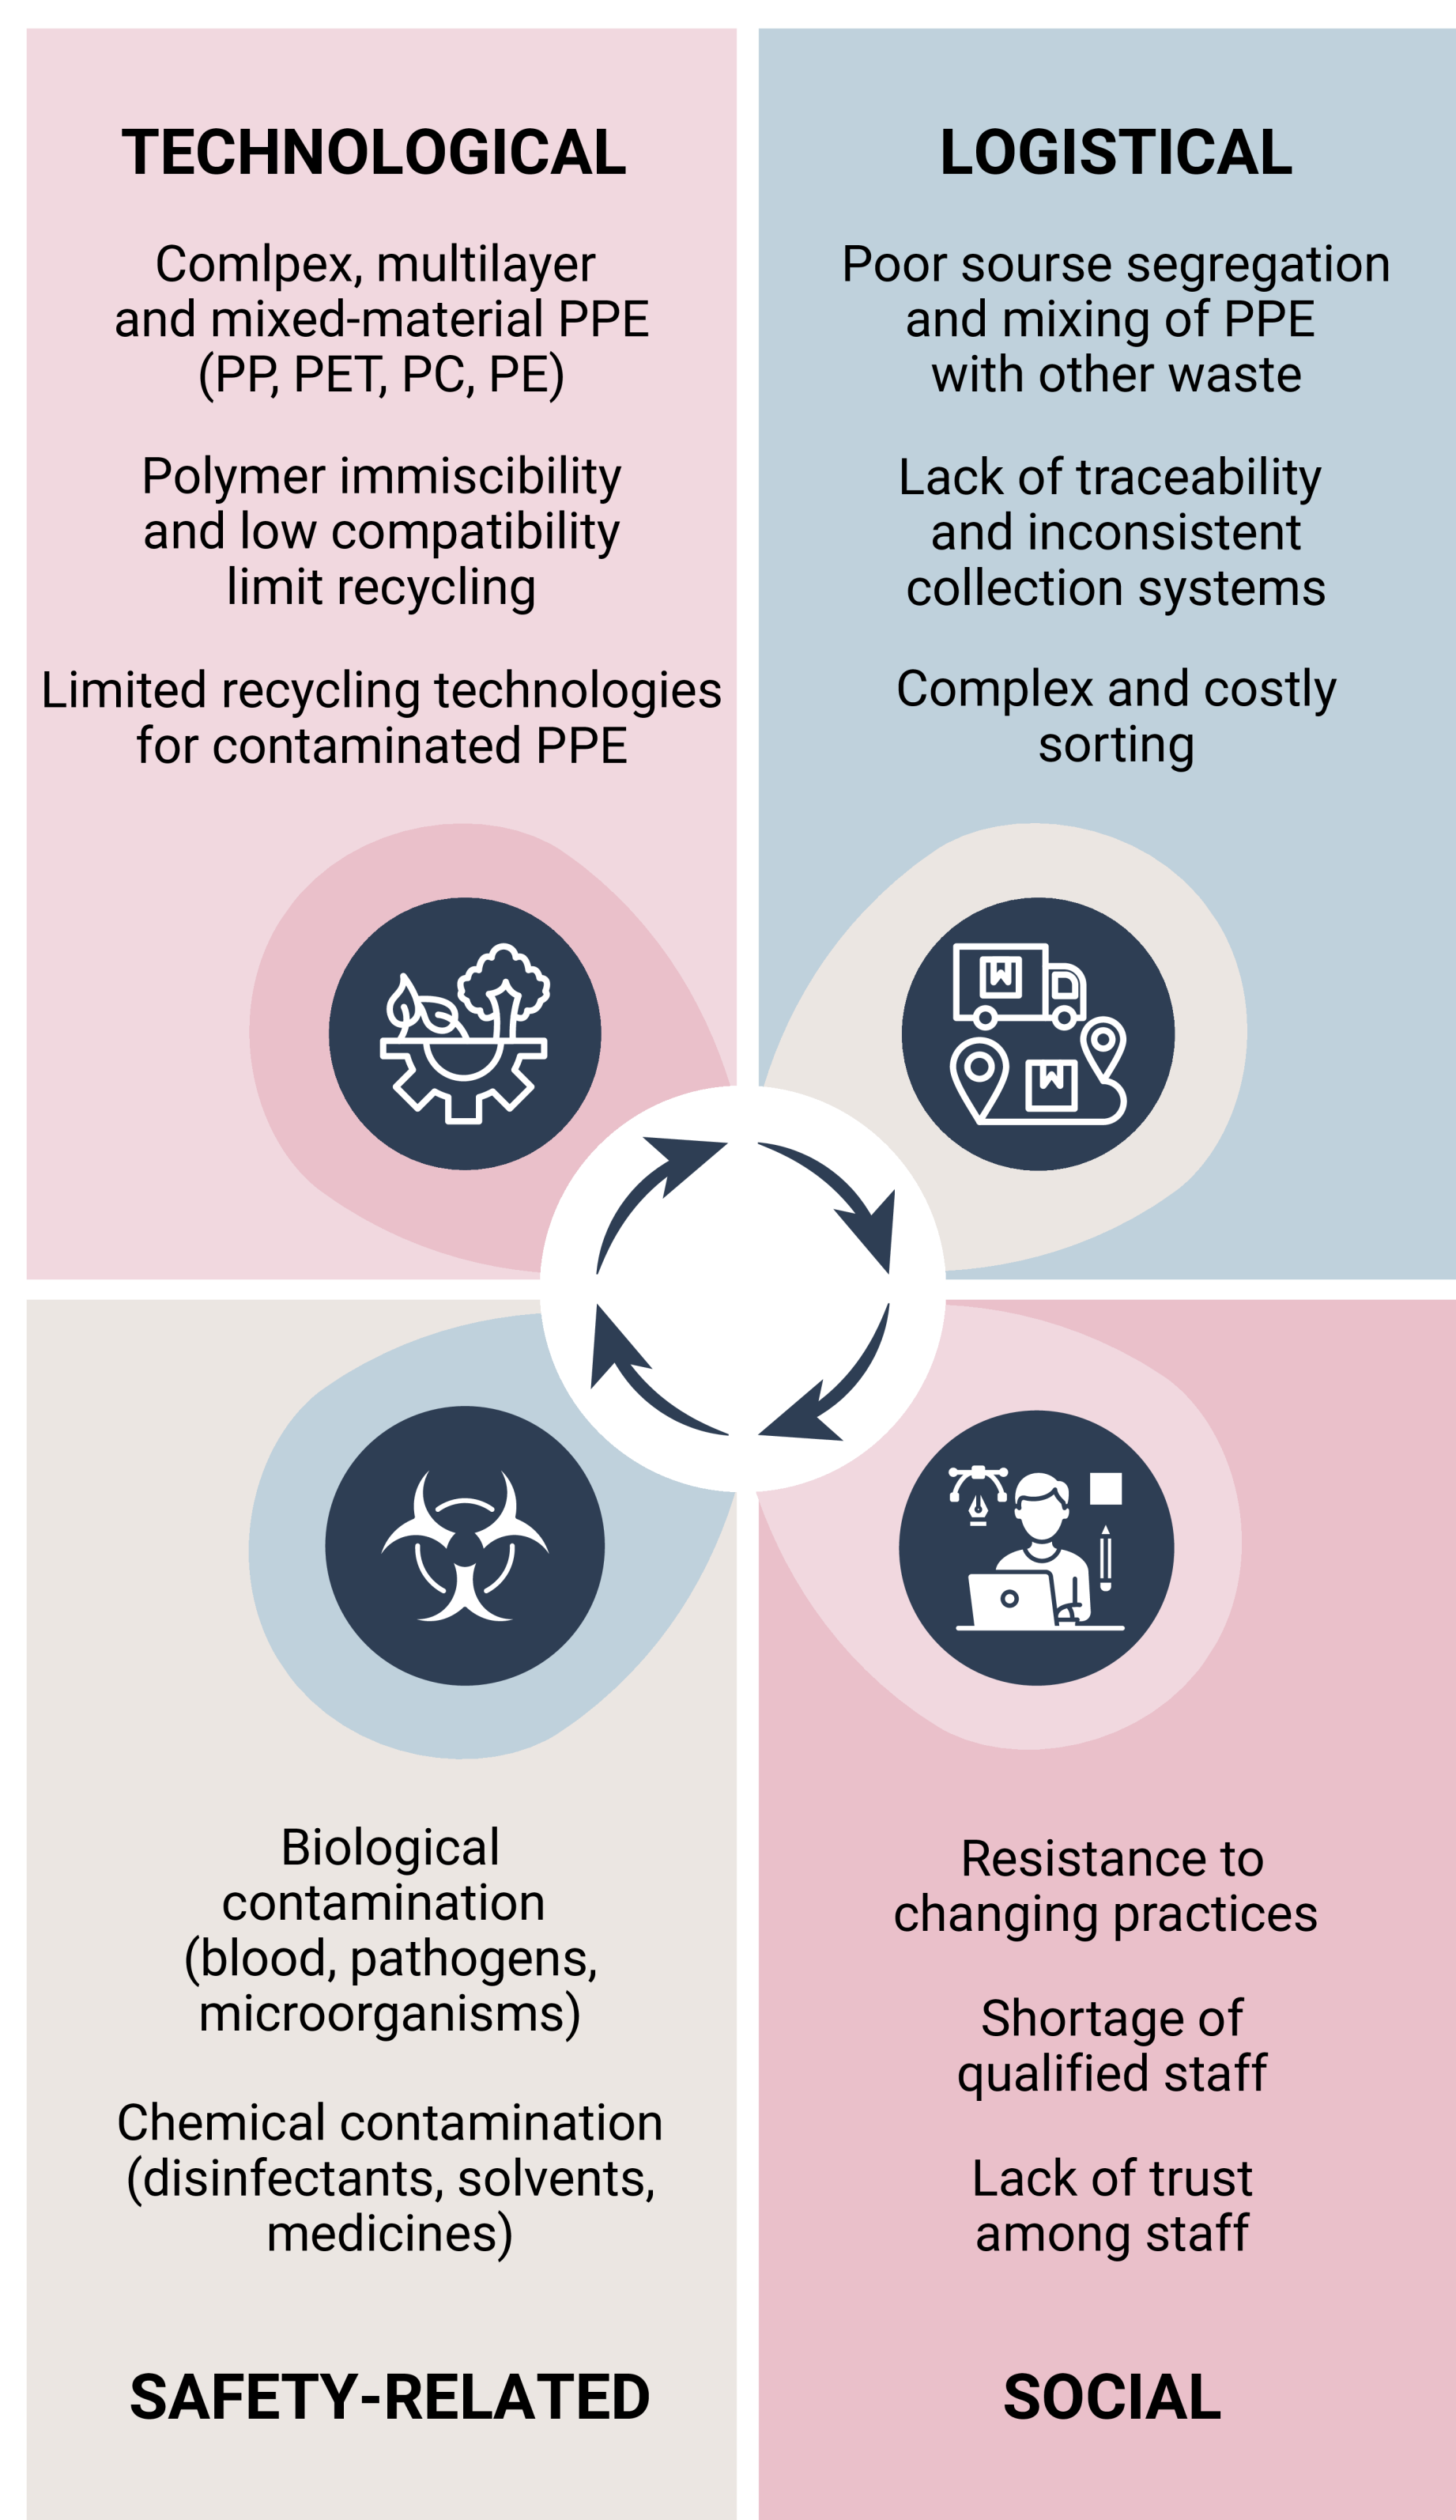 TECHNOLOGICAL
Comlpex, multilayer
and mixed-material PPE
(PP, PET, PC, PE)
Polymer immiscibility
and low compatibility
limit recycling
Limited recycling technologies
for contaminated PPE
LOGISTICAL
Poor sourse segregation
and mixing of PPE
with other waste
Lack of traceability
and inconsistent
collection systems
Complex and costly
sorting
Biological
contamination
(blood, pathogens,
microorganisms)
Chemical contamination
(disinfectants, solvents,
medicines)
SAFETY-RELATED
Resistance to
changing practices
Shortage of
qualified staff
Lack of trust
among staff
SOCIAL